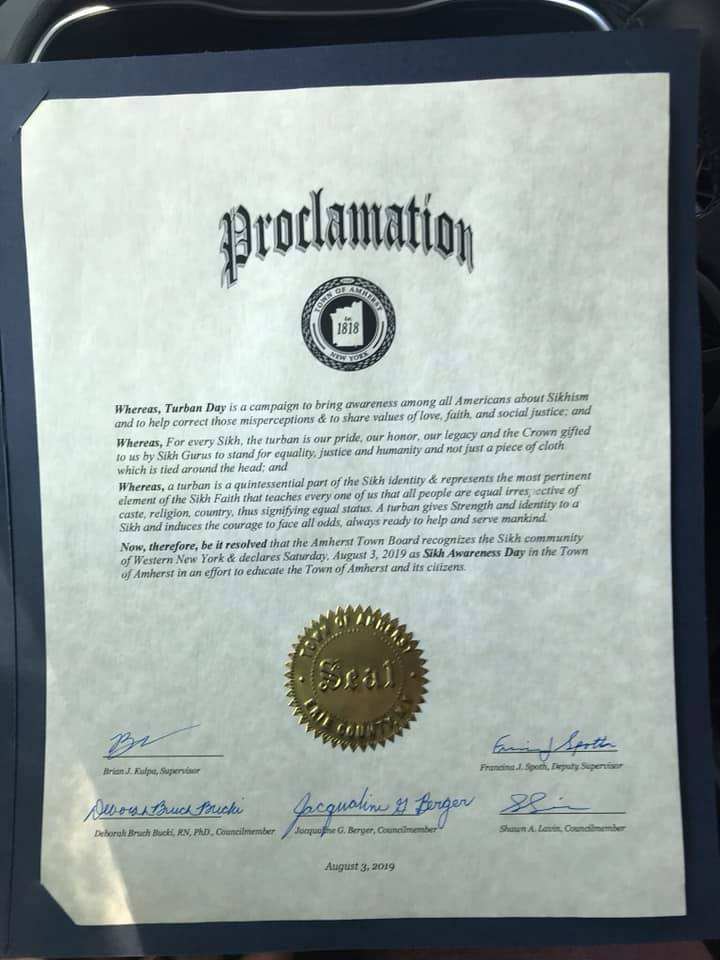 Proclamation
TOWN OF AMHERST
Est.
1818
NEW YORK
Whereas, Turban Day is a campaign to bring awareness among all Americans about Sikhism
and to help correct those misperceptions & to share values of love, faith, and social justice; and
Whereas, For every Sikh, the turban is our pride, our honor, our legacy and the Crown gifted
to us by Sikh Gurus to stand for equality, justice and humanity and not just a piece of cloth
which is tied around the head; and
Whereas, a turban is a quintessential part of the Sikh identity & represents the most pertinent
element of the Sikh Faith that teaches every one of us that all people are equal irrespective of
caste, religion, country, thus signifying equal status. A turban gives Strength and identity to a
Sikh and induces the courage to face all odds, always ready to help and serve mankind.
Now, therefore, be it resolved that the Amherst Town Board recognizes the Sikh community
of Western New York & declares Saturday, August 3, 2019 as Sikh Awareness Day in the Town
of Amherst in an effort to educate the Town of Amherst and its citizens.
TOWN OF AMHERST
Seal
ERIE COUNTY
Brian J. Kulpa, Supervisor
Francina J. Spoth, Deputy Supervisor
Deborah Bruch Bucki
Jacqualine G Berger
Deborah Bruch Bucki, RN, PhD., Councilmember
Jacqualine G. Berger, Councilmember
Shawn A. Lavin, Councilmember
August 3, 2019